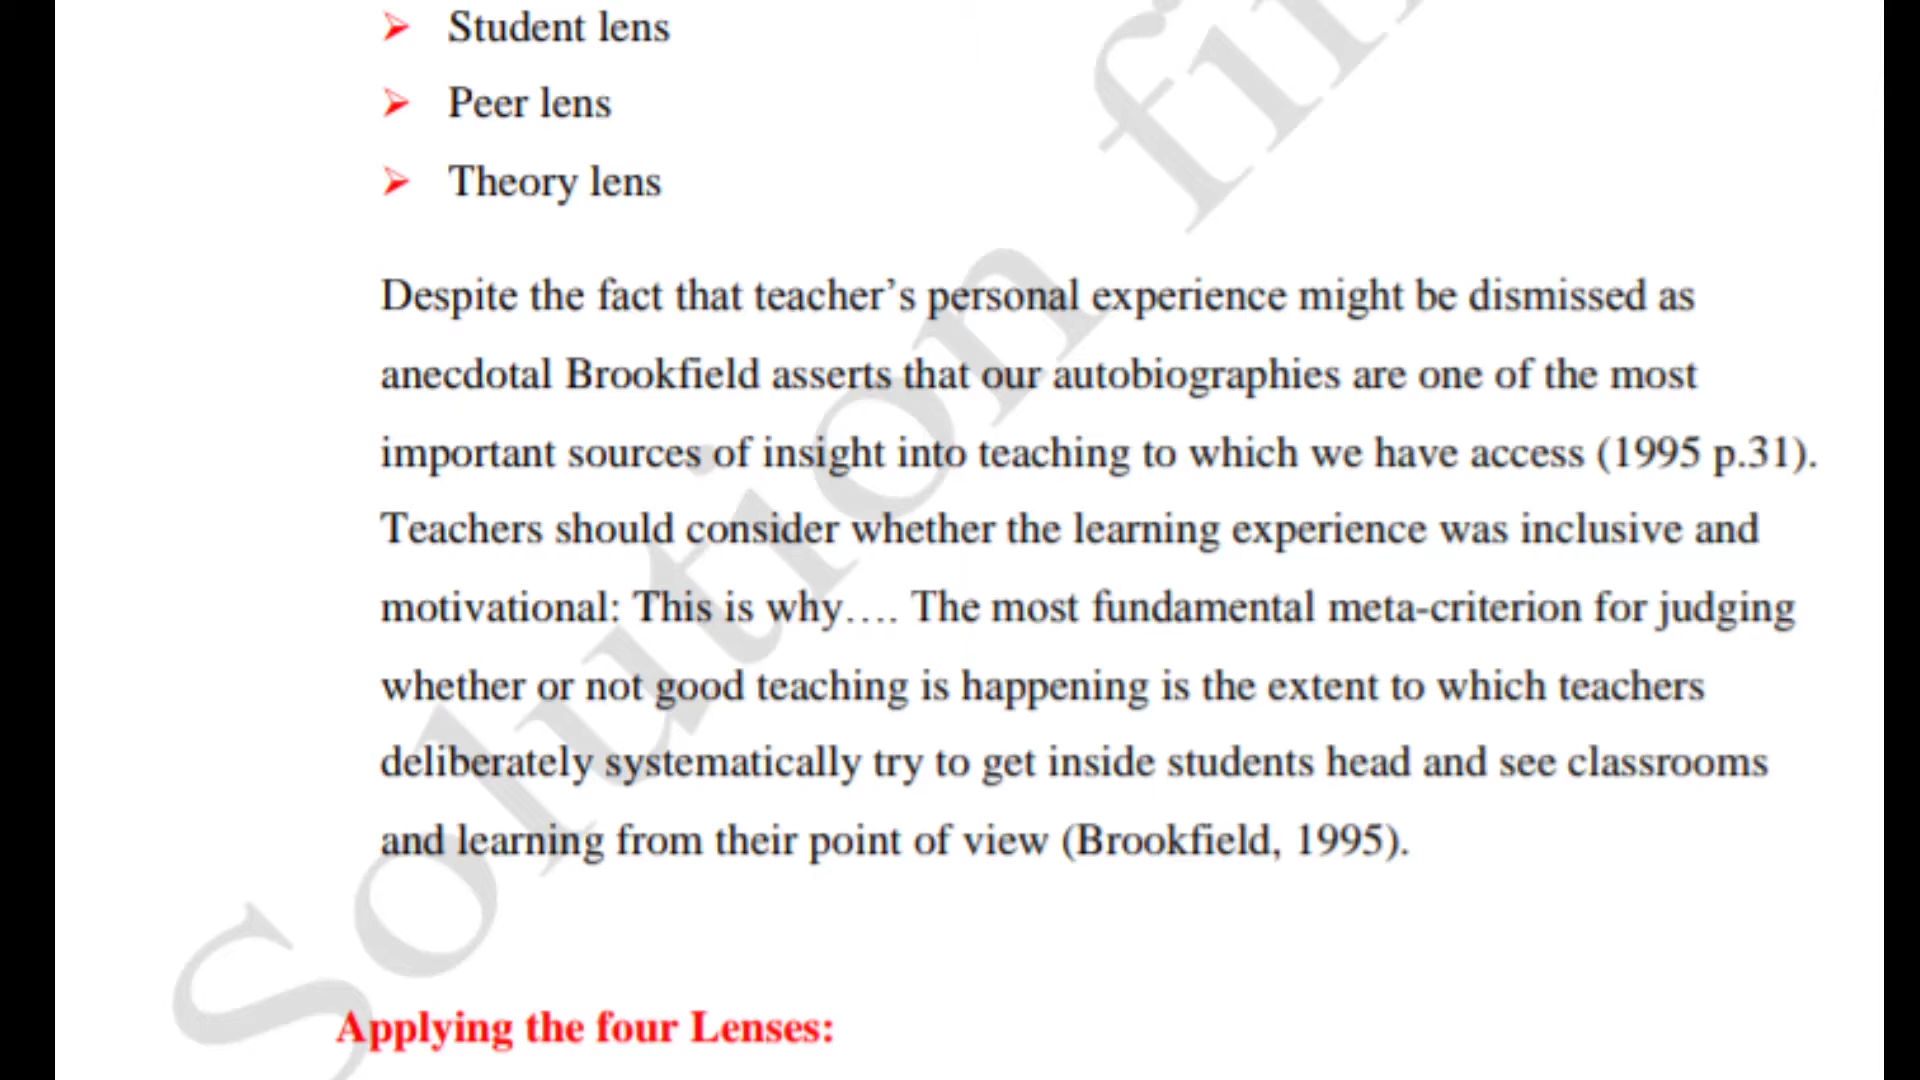 Student lens
Peer lens
Theory lens
Despite the fact that teacher’s personal experience might be dismissed as
anecdotal Brookfield asserts that our autobiographies are one of the most
important sources of insight into teaching to which we have access (1995 p.31).
Teachers should consider whether the learning experience was inclusive and
motivational: This is why…. The most fundamental meta-criterion for judging
whether or not good teaching is happening is the extent to which teachers
deliberately systematically try to get inside students head and see classrooms
and learning from their point of view (Brookfield, 1995).
Applying the four Lenses:
Solution fi